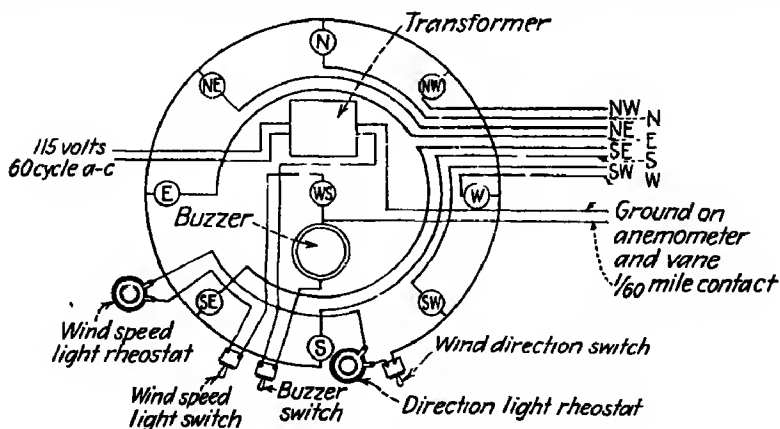 Transformer
N
NE
NW
NW
N
NE
E
SE
S
SW
W
115 volts
60 cycle a-c
E
WS
W
Buzzer
Ground on
anemometer
and vane
1/60 mile contact
SE
SW
S
Wind speed
light rheostat
Wind direction switch
Wind speed
light switch
Buzzer
switch
Direction light rheostat